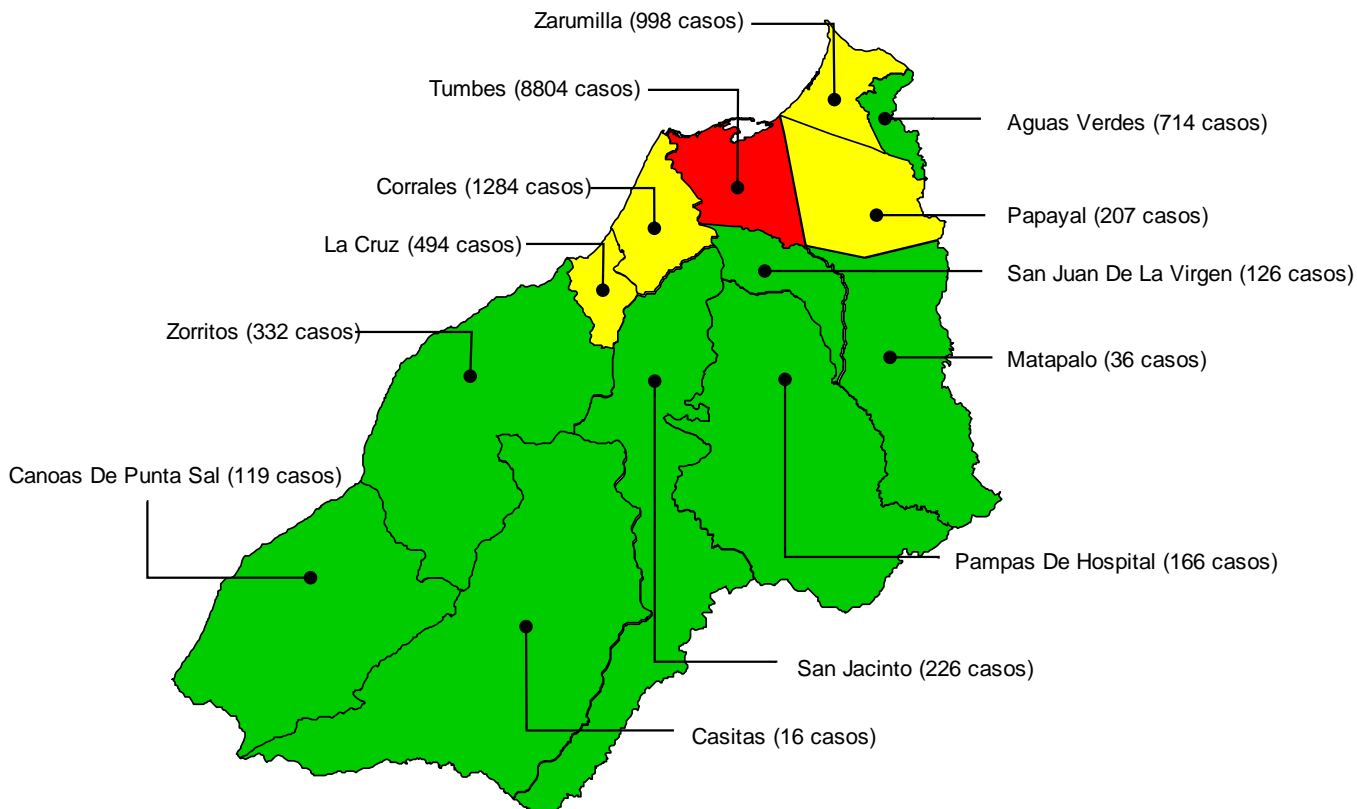 Zarumilla (998 casos)
Tumbes (8804 casos)
Aguas Verdes (714 casos)
Corrales (1284 casos)
Papayal (207 casos)
La Cruz (494 casos)
San Juan De La Virgen (126 casos)
Zorritos (332 casos)
Matapalo (36 casos)
Canoas De Punta Sal (119 casos)
Pampas De Hospital (166 casos)
San Jacinto (226 casos)
Casitas (16 casos)